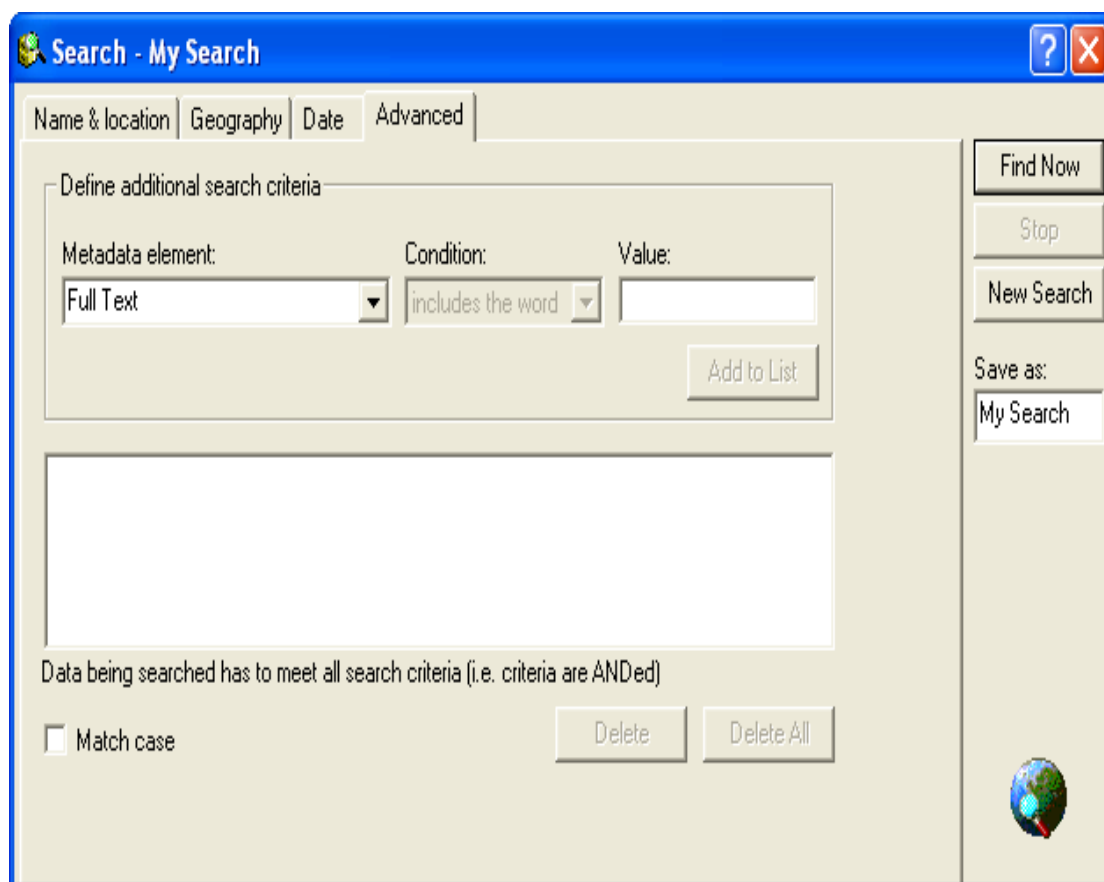 Search - My Search
Name & location
Geography
Date
Advanced
Define additional search criteria
Metadata element:
Condition:
Value:
Full Text
includes the word
Add to List
Data being searched has to meet all search criteria (i.e. criteria are ANDed)
Match case
Delete
Delete All
Find Now
Stop
New Search
Save as:
My Search